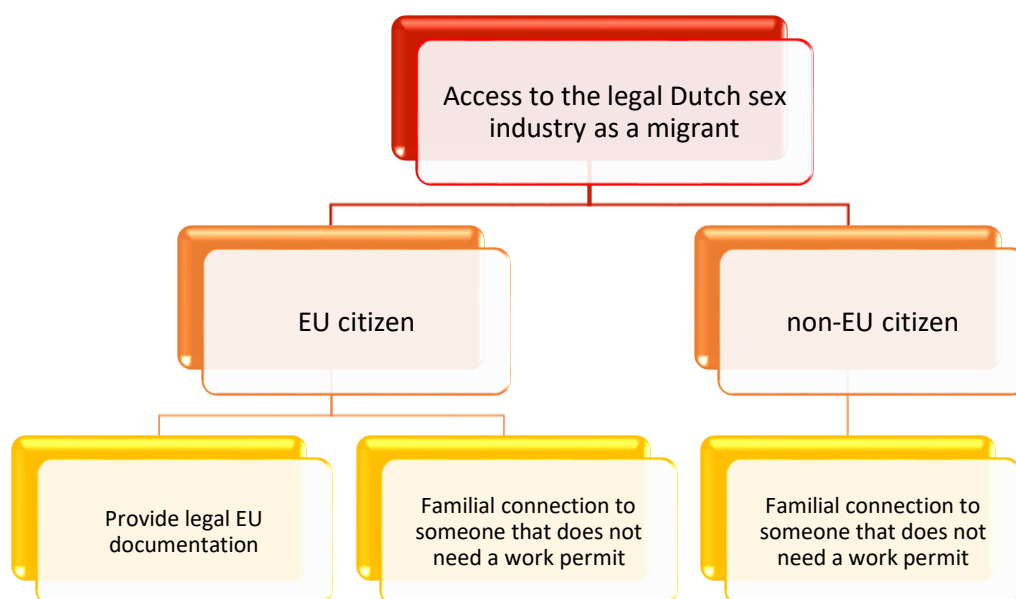 Access to the legal Dutch sex
industry as a migrant
EU citizen
non-EU citizen
Provide legal EU
documentation
Familial connection to
someone that does not
need a work permit
Familial connection to
someone that does not
need a work permit